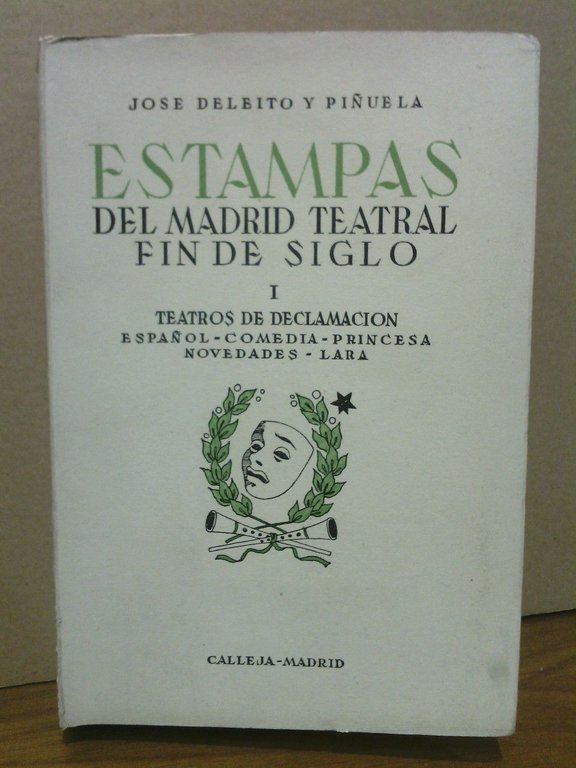 JOSE DELEITO Y PIÑUELA
ESTAMPAS
DEL MADRID TEATRAL
FIN DE SIGLO
I
TEATROS DE DECLAMACION
ESPAÑOL - COMEDIA - PRINCESA
NOVEDADES - LARA
CALLEJA - MADRID